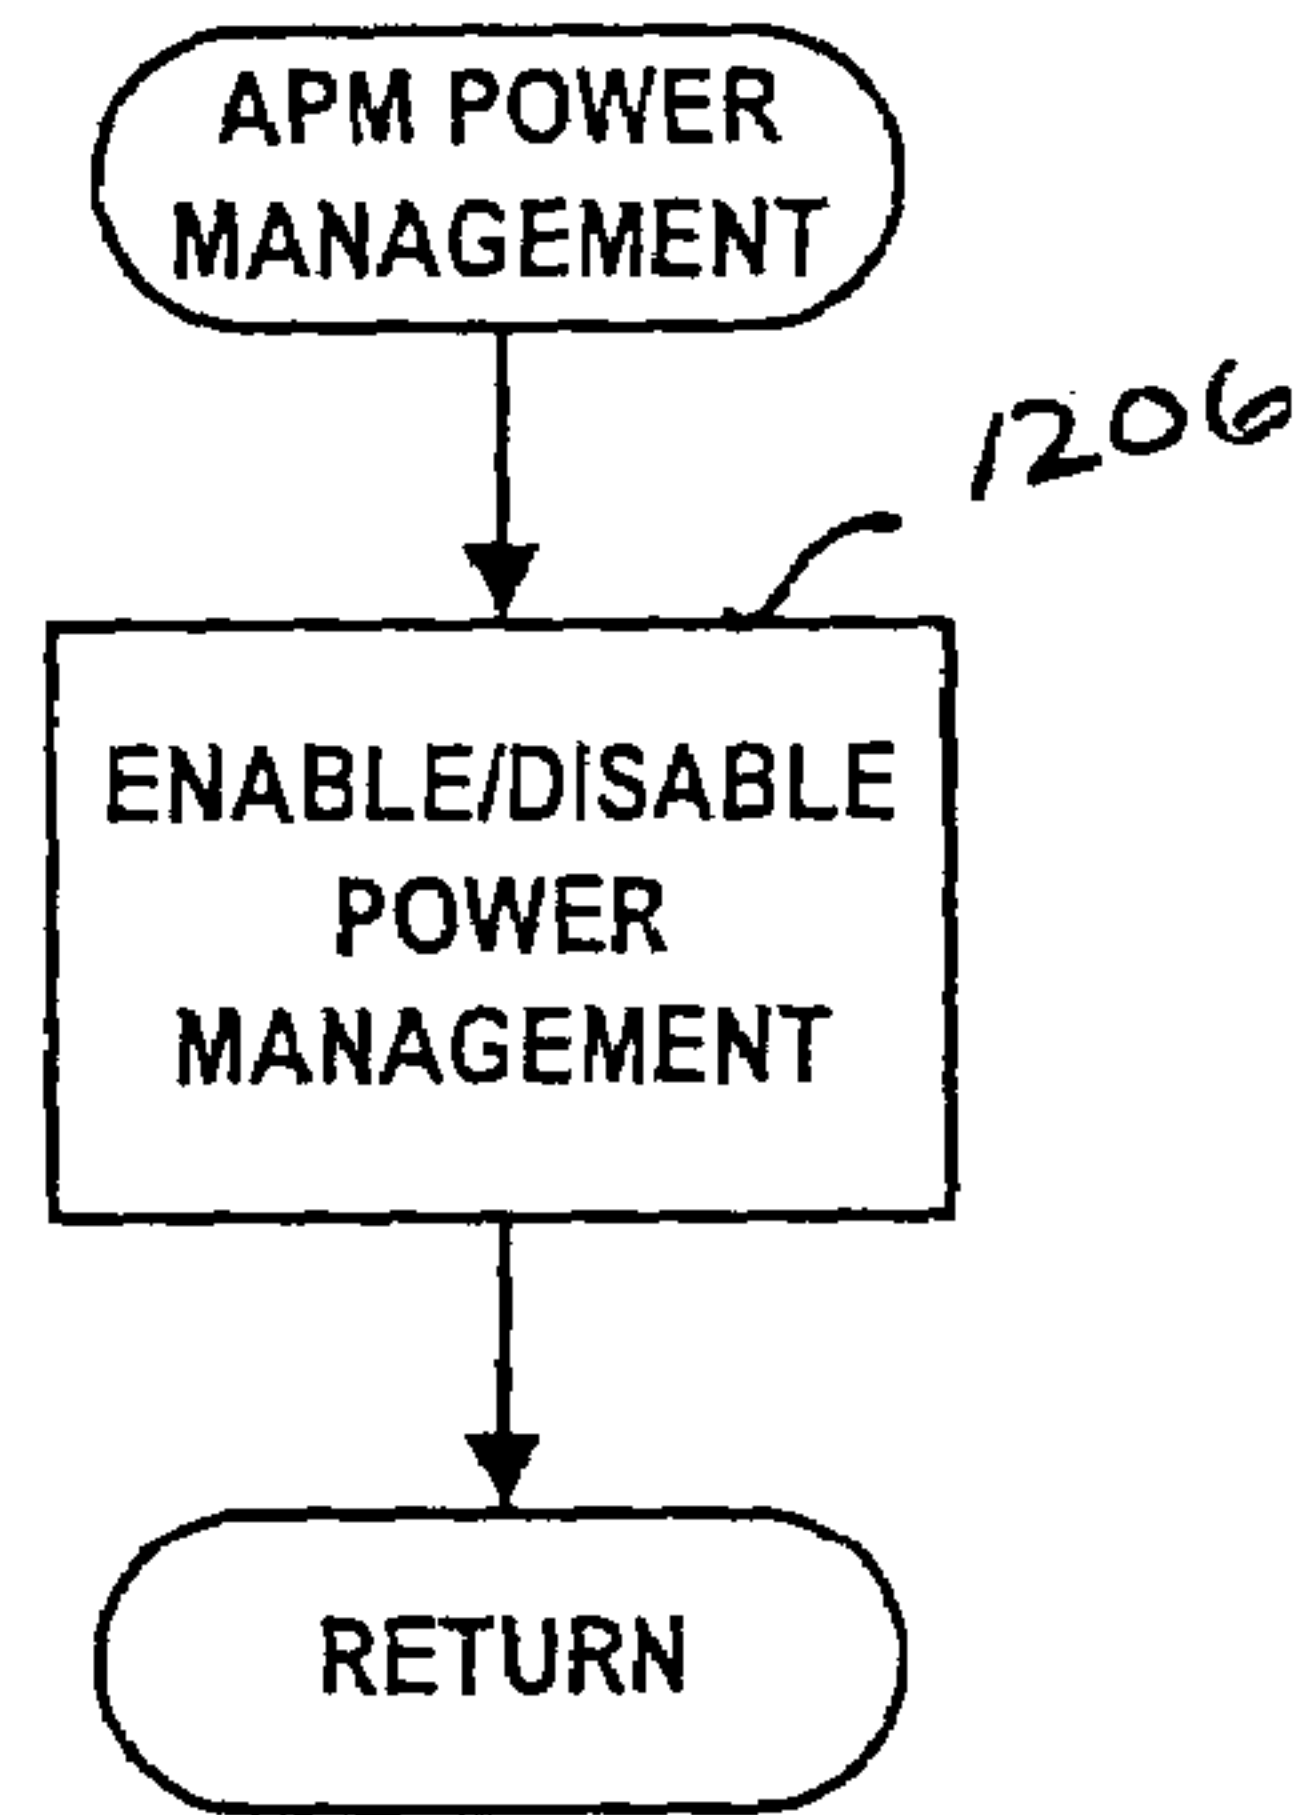 APM POWER
MANAGEMENT
1206
ENABLE/DISABLE
POWER
MANAGEMENT
RETURN